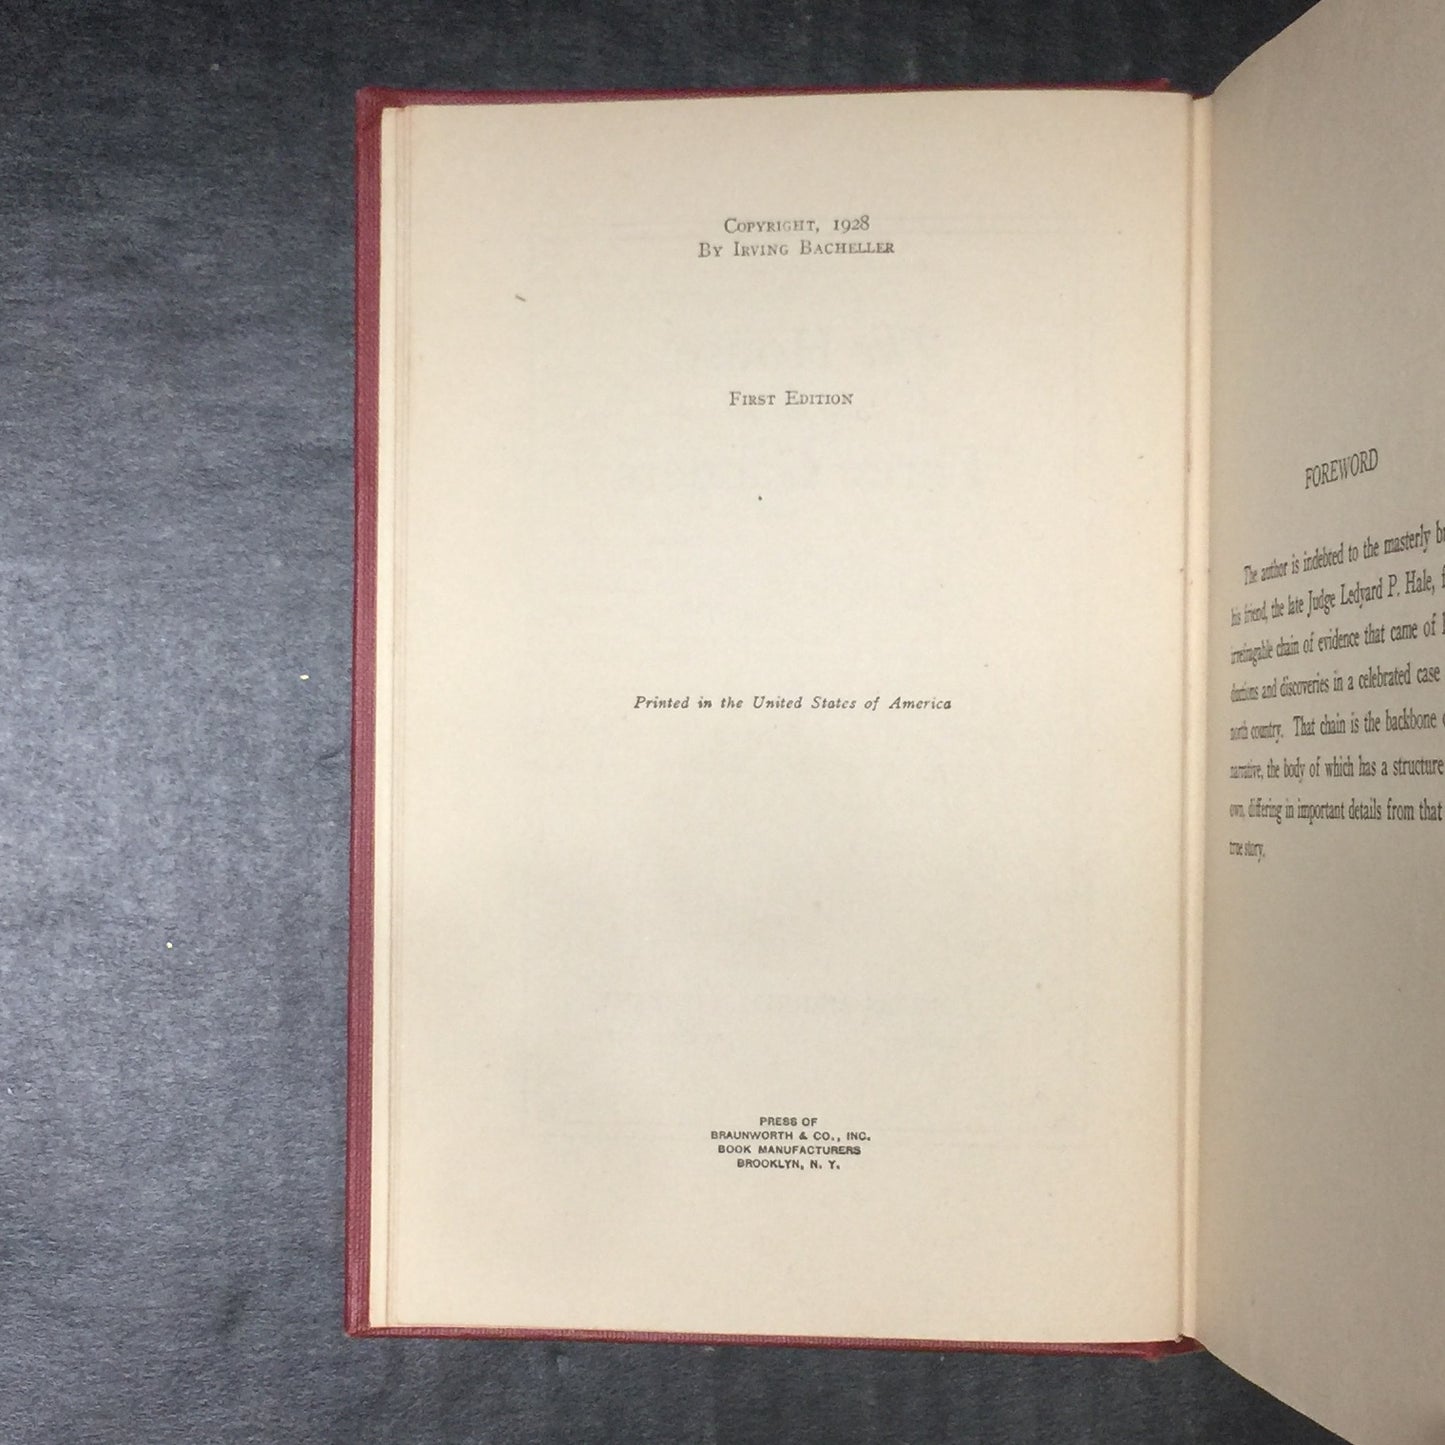 Copyright, 1928
By Irving Bacheller
First Edition
Printed in the United States of America
PRESS OF
BRAUNWORTH & CO., INC.
BOOK MANUFACTURERS
BROOKLYN, N. Y.
FOREWORD
The author is indebted to the masterly
his friend, the late Judge Ledyard P. Hale,
irrefragable chain of evidence that came of
ductions and discoveries in a celebrated case
north country. That chain is the backbone
narrative, the body of which has a structure
own, differing in important details from that
true story.